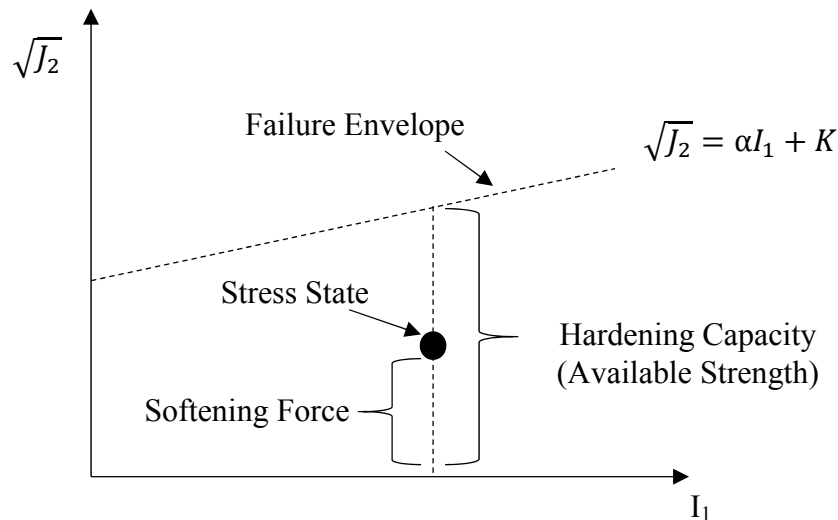 √J₂
Failure Envelope
√J₂ = αI₁ + K
Stress State
Hardening Capacity
(Available Strength)
Softening Force
I₁